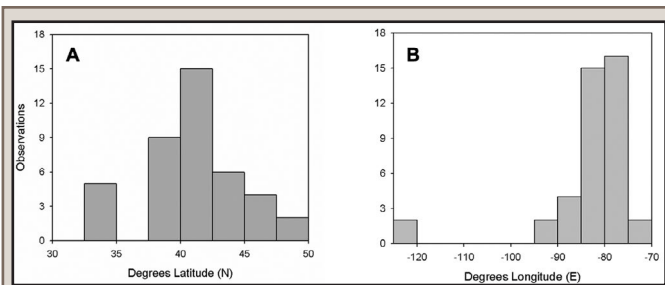 A
18
15
12
9
6
3
0
Observations
30 35 40 45 50
Degrees Latitude (N)
B
18
15
12
9
6
3
0
-120 -110 -100 -90 -80 -70
Degrees Longitude (E)